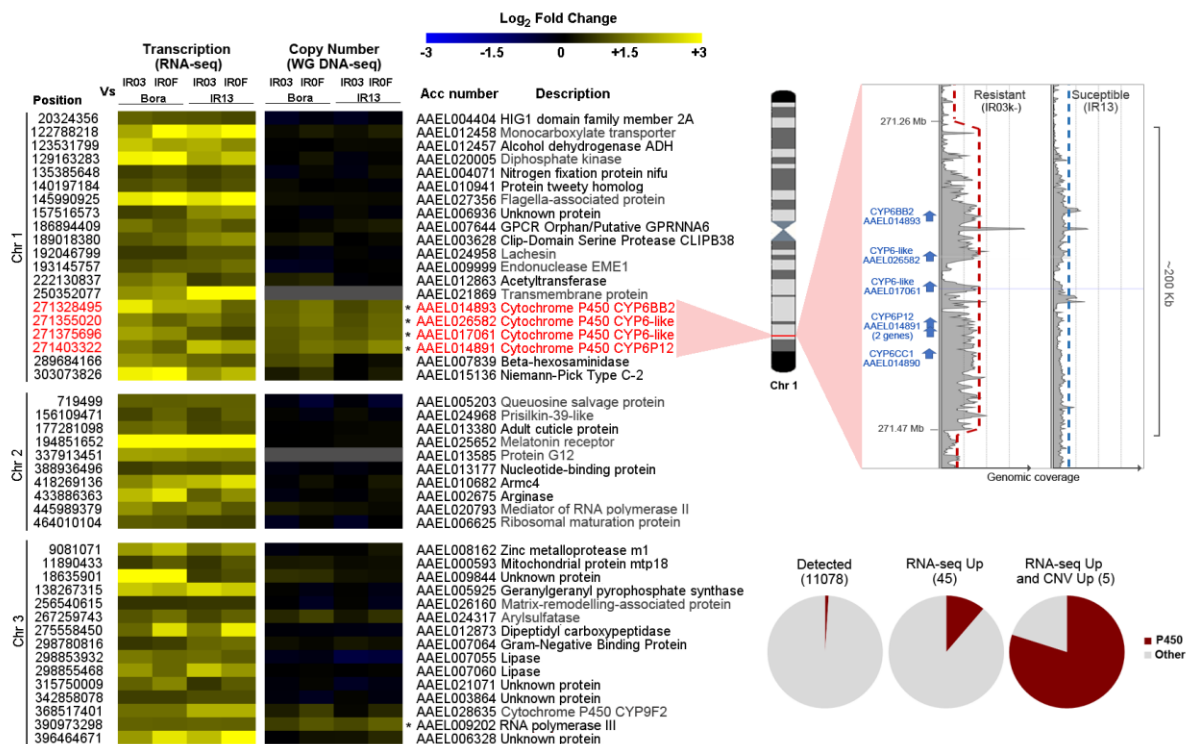 Log2 Fold Change
-3 -1.5 0 +1.5 +3
Transcription
(RNA-seq)
Copy Number
(WG DNA-seq)
Vs
IR03 IR0F IR03 IR0F
IR03 IR0F IR03 IR0F
Position
Bora IR13
Bora IR13
Acc number Description
Chr 1
20324356 AAEL004404 HIG1 domain family member 2A
122788218 AAEL012458 Monocarboxylate transporter
123531799 AAEL012457 Alcohol dehydrogenase ADH
129163283 AAEL020005 Diphosphate kinase
135385648 AAEL004071 Nitrogen fixation protein nifu
140197184 AAEL010941 Protein tweety homolog
145990925 AAEL027356 Flagella-associated protein
157516573 AAEL006936 Unknown protein
186894409 AAEL007644 GPCR Orphan/Putative GPRNNA6
189018380 AAEL003628 Clip-Domain Serine Protease CLIPB38
192046799 AAEL024958 Lachesin
193145757 AAEL009999 Endonuclease EME1
222130837 AAEL012863 Acetyltransferase
250352077 AAEL021869 Transmembrane protein
271328495 * AAEL014893 Cytochrome P450 CYP6BB2
271355020 * AAEL026582 Cytochrome P450 CYP6-like
271375696 * AAEL017061 Cytochrome P450 CYP6-like
271403322 * AAEL014891 Cytochrome P450 CYP6P12
289684166 AAEL007839 Beta-hexosaminidase
303073826 AAEL015136 Niemann-Pick Type C-2
Chr 2
719499 AAEL005203 Queuosine salvage protein
156109471 AAEL024968 Prisilkin-39-like
177281098 AAEL013380 Adult cuticle protein
194851652 AAEL025652 Melatonin receptor
337913451 AAEL013585 Protein G12
388936496 AAEL013177 Nucleotide-binding protein
418269136 AAEL010682 Armc4
433886363 AAEL002675 Arginase
445989379 AAEL020793 Mediator of RNA polymerase II
464010104 AAEL006625 Ribosomal maturation protein
Chr 3
9081071 AAEL008162 Zinc metalloprotease m1
11890433 AAEL000593 Mitochondrial protein mtp18
18635901 AAEL009844 Unknown protein
138267315 AAEL005925 Geranylgeranyl pyrophosphate synthase
256540615 AAEL026160 Matrix-remodelling-associated protein
267259743 AAEL024317 Arylsulfatase
275558450 AAEL012873 Dipeptidyl carboxypeptidase
298780816 AAEL007064 Gram-Negative Binding Protein
298853932 AAEL007055 Lipase
298855468 AAEL007060 Lipase
315750009 AAEL021071 Unknown protein
342858078 AAEL003864 Unknown protein
368517401 AAEL028635 Cytochrome P450 CYP9F2
390973298 * AAEL009202 RNA polymerase III
396464671 AAEL006328 Unknown protein
Chr 1
Resistant
(IR03k-)
Suceptible
(IR13)
271.26 Mb
CYP6BB2
AAEL014893
CYP6-like
AAEL026582
CYP6-like
AAEL017061
CYP6P12
AAEL014891
(2 genes)
CYP6CC1
AAEL014890
271.47 Mb
~200 Kb
Genomic coverage
Detected
(11078)
RNA-seq Up
(45)
RNA-seq Up
and CNV Up (5)
P450
Other